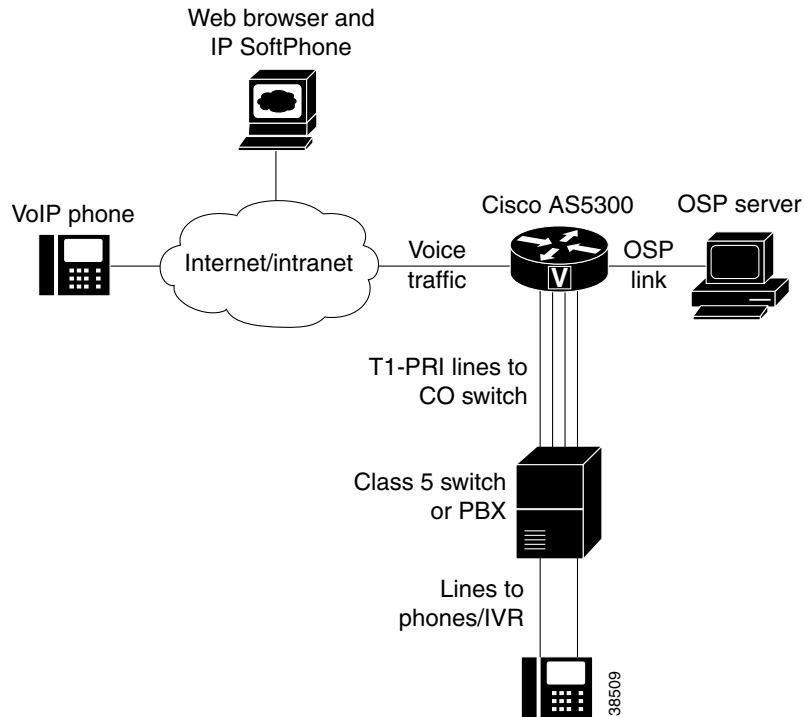 Web browser and
IP SoftPhone
VoIP phone
Internet/intranet
Voice
traffic
Cisco AS5300
V
OSP
link
OSP server
T1-PRI lines to
CO switch
Class 5 switch
or PBX
Lines to
phones/IVR
38509